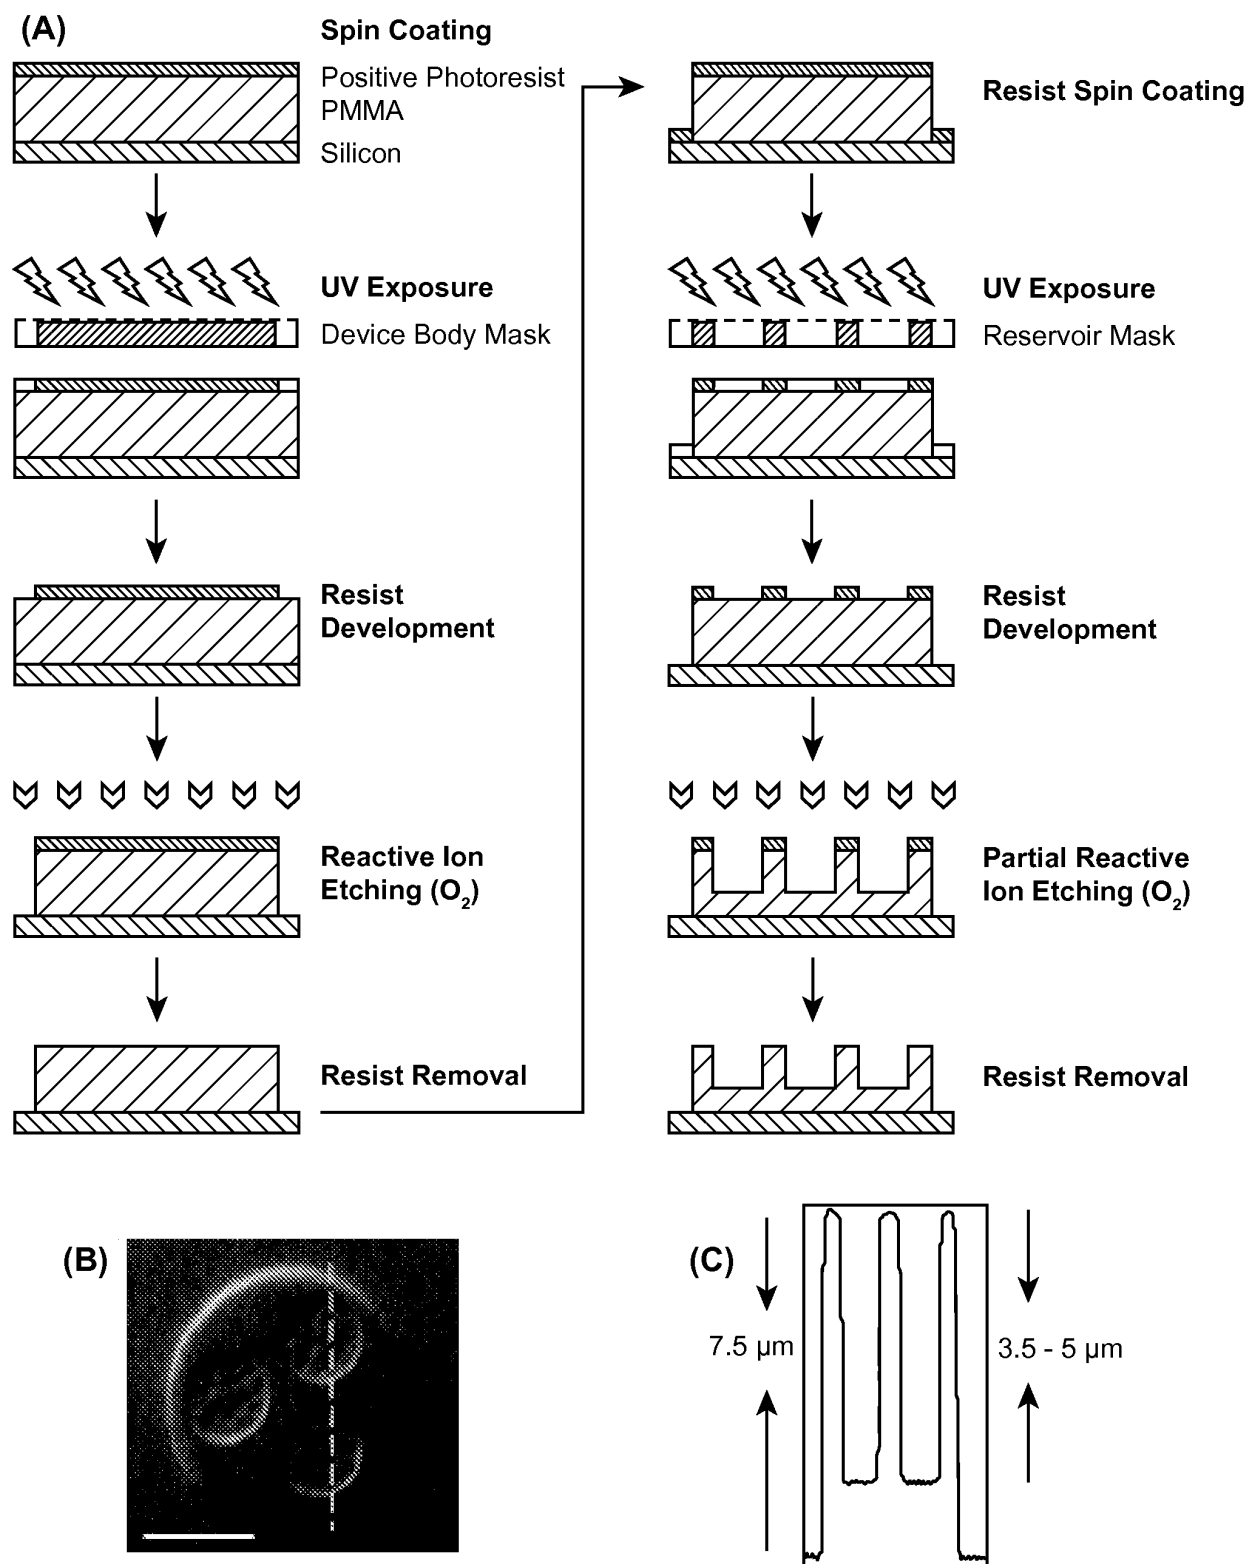 (A)
Spin Coating
Positive Photoresist
PMMA
Silicon
UV Exposure
Device Body Mask
Resist
Development
Reactive Ion
Etching (O₂)
Resist Removal
Resist Spin Coating
UV Exposure
Reservoir Mask
Resist
Development
Partial Reactive
Ion Etching (O₂)
Resist Removal
(B)
(C)
7.5 µm
3.5 - 5 µm